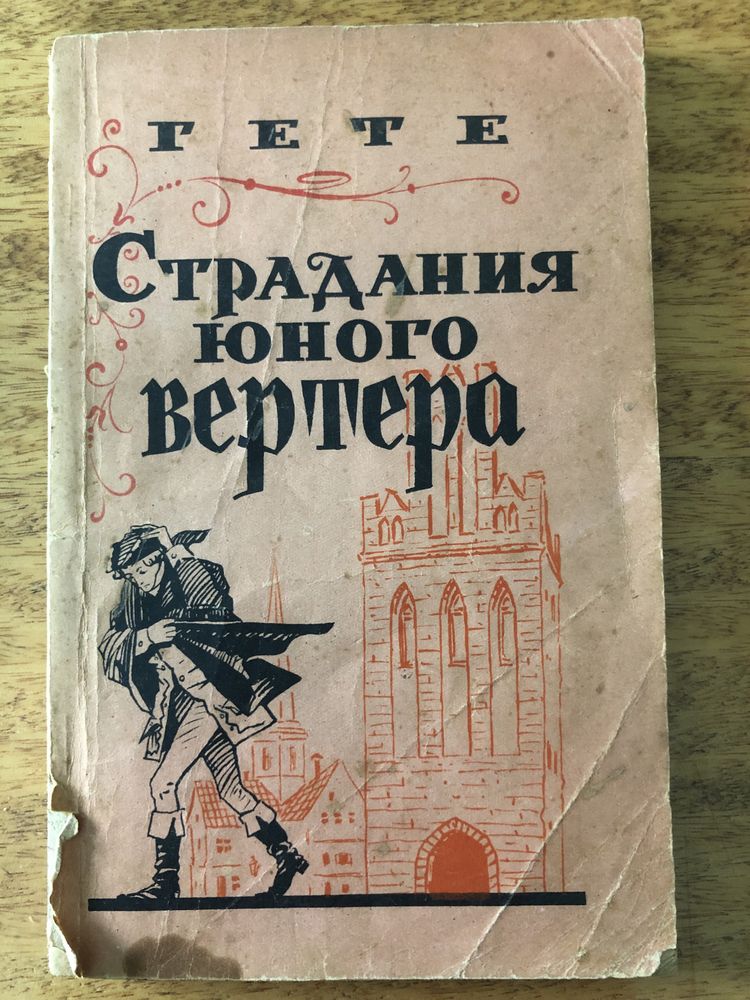 ГЕТЕ
Страдания
юного
вертера